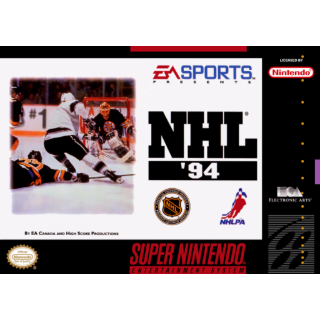 EA SPORTS
PRESENTS
LICENSED BY
Nintendo
#1
NHL
'94
NHLPA
ELECTRONIC ARTS
BY EA CANADA AND HIGH SCORE PRODUCTIONS
SUPER NINTENDO
ENTERTAINMENT SYSTEM